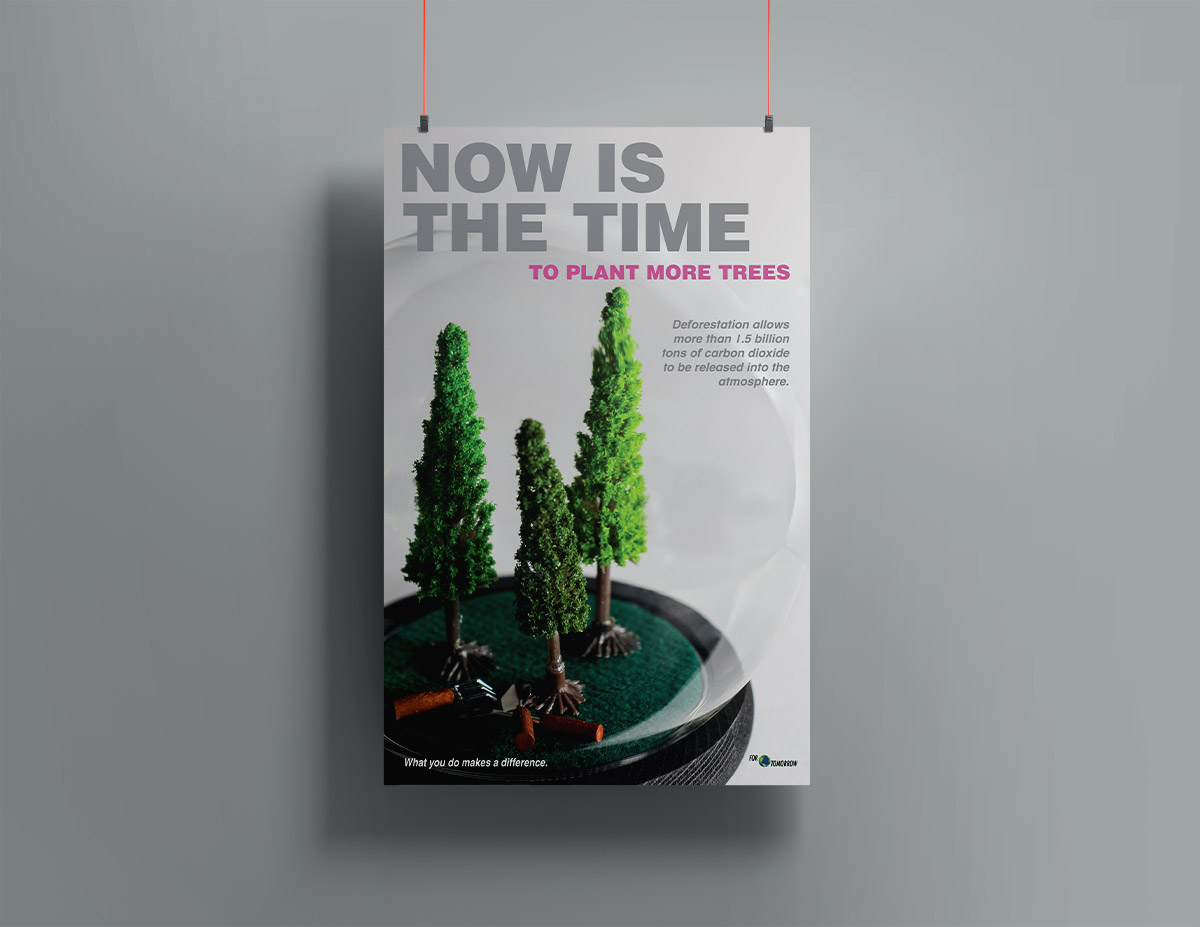 NOW IS
THE TIME
TO PLANT MORE TREES
Deforestation allows
more than 1.5 billion
tons of carbon dioxide
to be released into the
atmosphere.
What you do makes a difference.
FOR TOMORROW